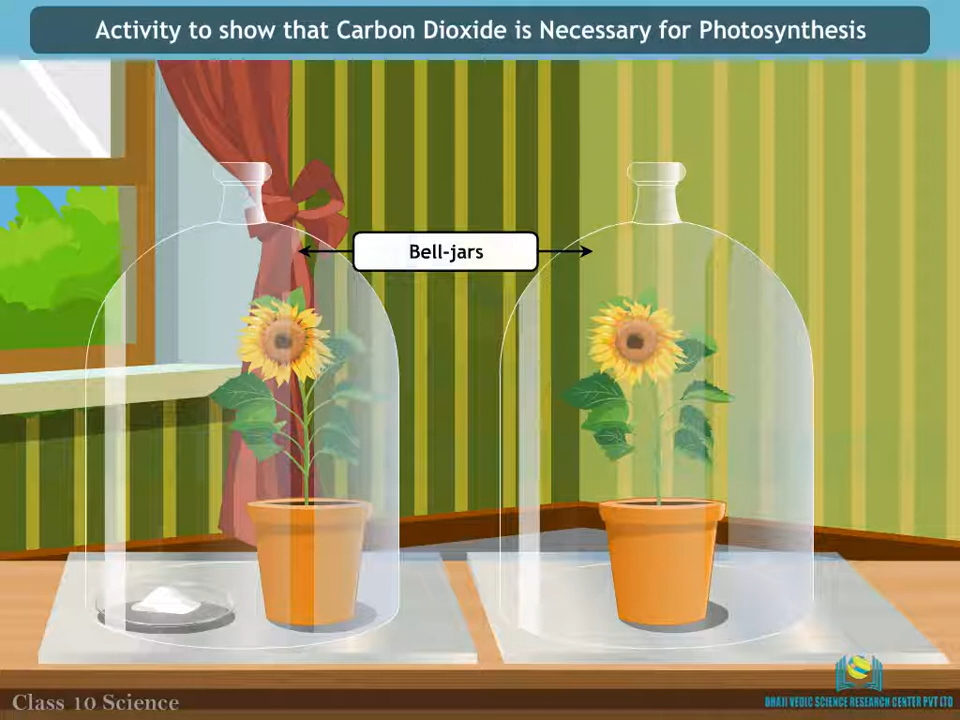 Activity to show that Carbon Dioxide is Necessary for Photosynthesis
Bell-jars
Class 10 Science
DHAJI VEDIC SCIENCE RESEARCH CENTER PVT LTD